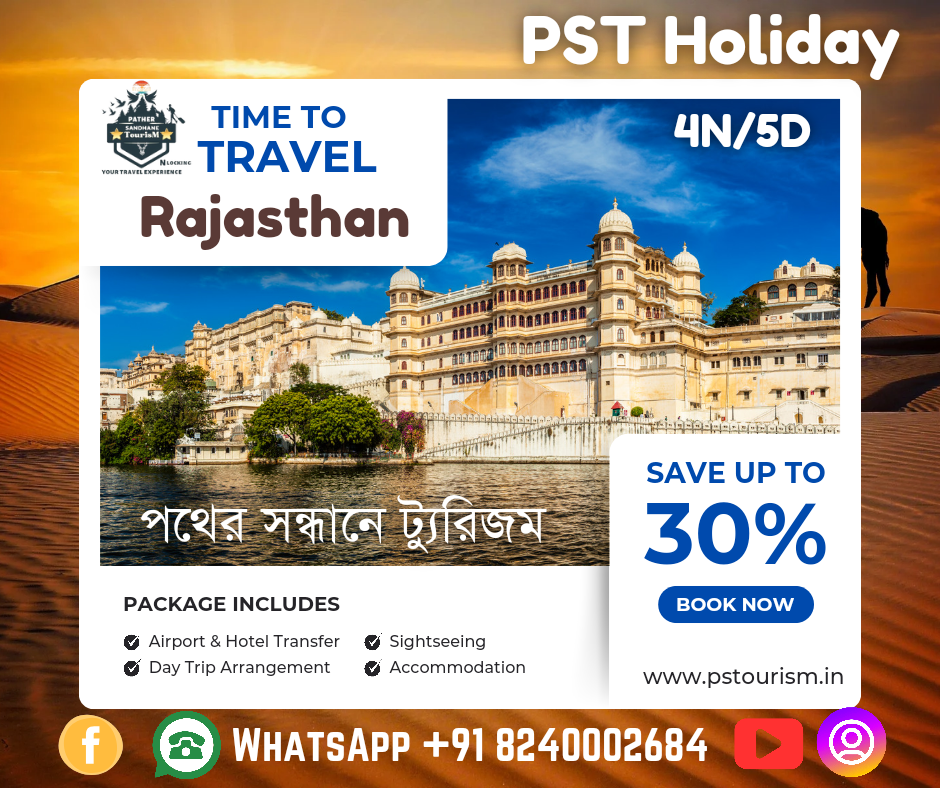 PST Holiday
PATHER
SANDHANE
TourisM
NLOCKING
YOUR TRAVEL EXPERIENCE
TIME TO
TRAVEL
Rajasthan
4N/5D
পথের সন্ধানে ট্যুরিজম
SAVE UP TO
30%
BOOK NOW
www.pstourism.in
PACKAGE INCLUDES
Airport & Hotel Transfer
Sightseeing
Day Trip Arrangement
Accommodation
WhatsApp +91 8240002684